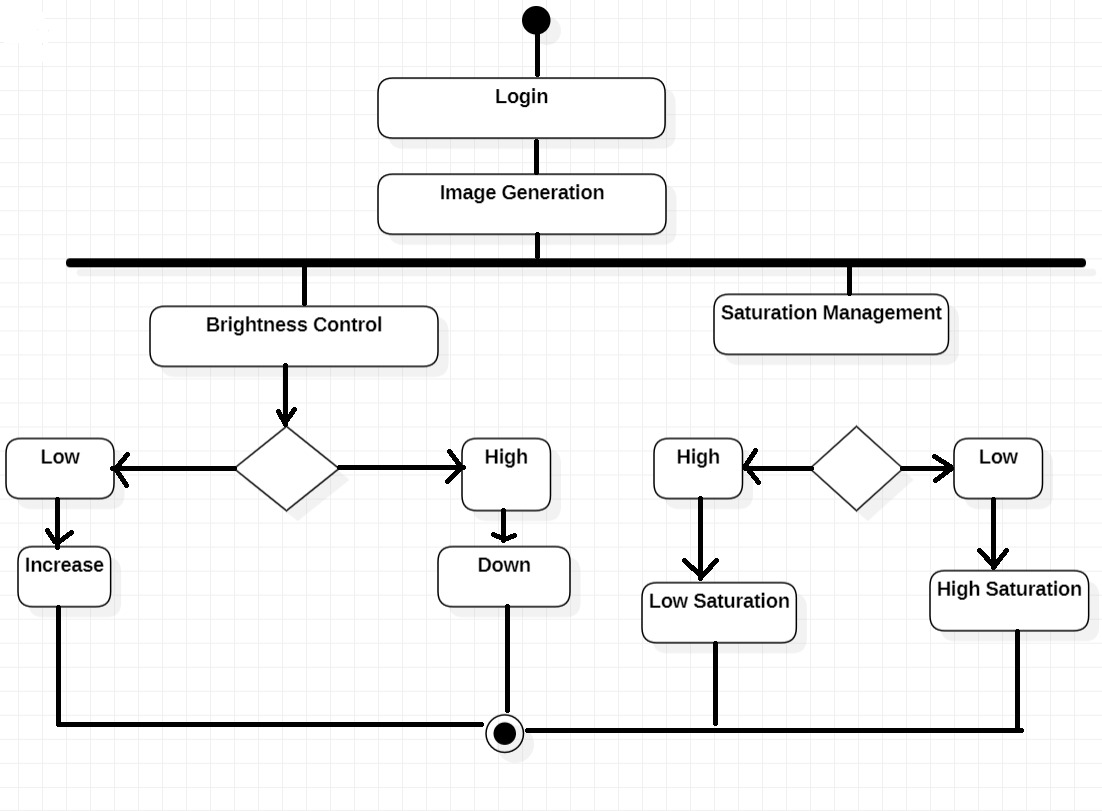 Login
Image Generation
Brightness Control
Saturation Management
Low
High
High
Low
Increase
Down
Low Saturation
High Saturation